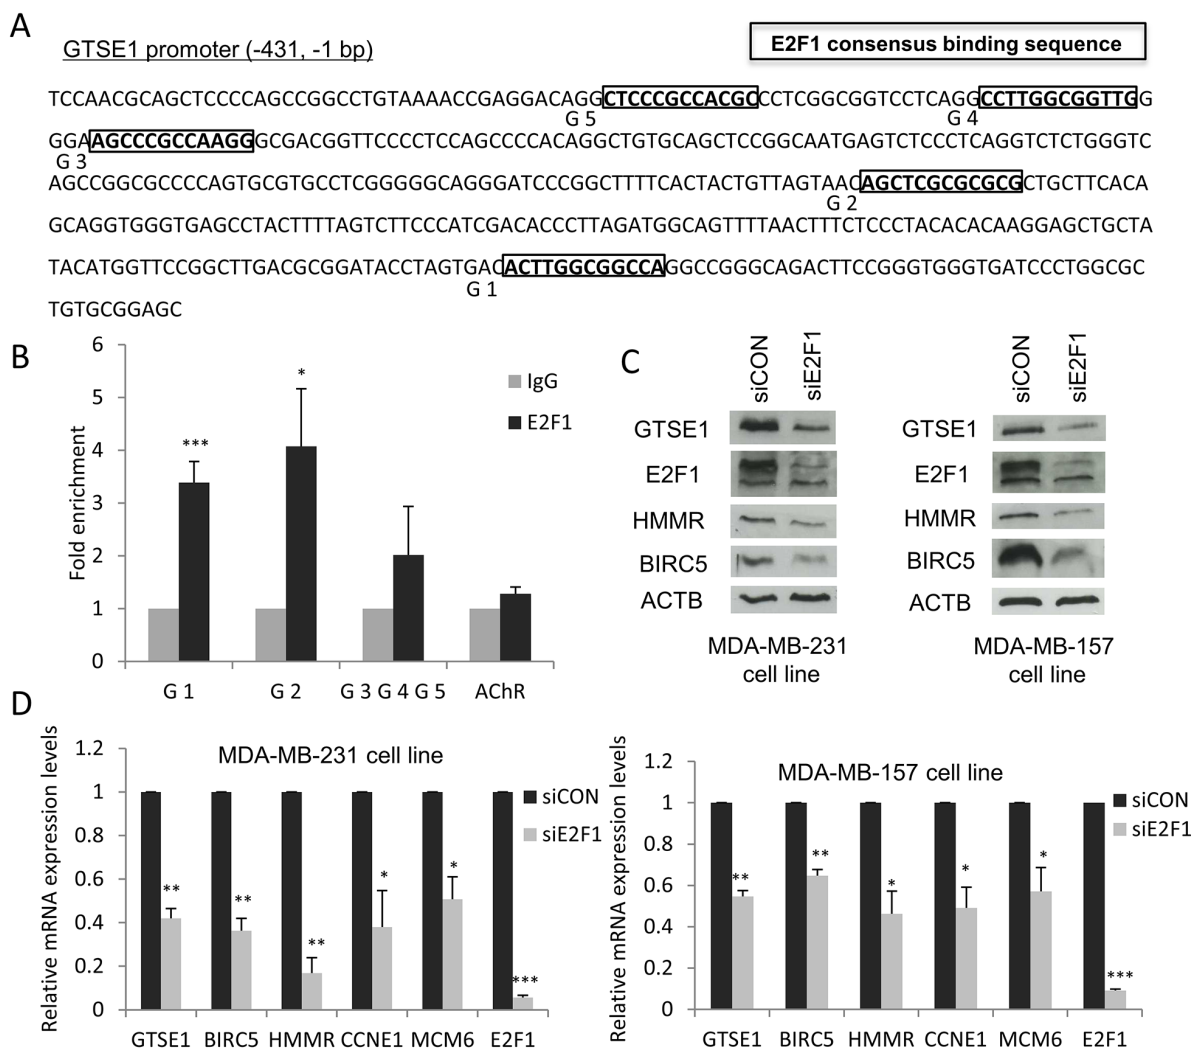 A
GTSE1 promoter (-431, -1 bp)
E2F1 consensus binding sequence
TCCAACGCAGCTCCCCAGCCGGCCTGTAAAACCGAGGACAGGCTCCCGCCACGCCCTCGGCGGTCCTCAGGCCTTGGCGGTTGG
G 5 G 4
GGAAGCCCGCCAAGGGCGACGGTTCCCCTCCAGCCCCACAGGCTGTGCAGCTCCGGCAATGAGTCTCCCTCAGGTCTCTGGGTC
G 3
AGCCGGCGCCCCAGTGCGTGCCTCGGGGGCAGGGATCCCGGCTTTTCACTACTGTTAGTAACAGCTCGCGCGCGCTGCTTCACA
G 2
GCAGGTGGGTGAGCCTACTTTTAGTCTTCCCATCGACACCCTTAGATGGCAGTTTTAACTTTCTCCCTACACACAAGGAGCTGCTA
TACATGGTTCCGGCTTGACGCGGATACCTAGTGACACTTGGCGGCCAGGCCGGGCAGACTTCCGGGTGGGTGATCCCTGGCGC
G 1
TGTGCGGAGC
B
Fold enrichment
6
5
4
3
2
1
0
***
*
IgG
E2F1
G 1 G 2 G 3 G 4 G 5 AChR
C
siCON siE2F1
GTSE1
E2F1
HMMR
BIRC5
ACTB
MDA-MB-231
cell line
siCON siE2F1
GTSE1
E2F1
HMMR
BIRC5
ACTB
MDA-MB-157
cell line
D
MDA-MB-231 cell line
Relative mRNA expression levels
1.2
1
0.8
0.6
0.4
0.2
0
siCON
siE2F1
** ** ** * * ***
GTSE1 BIRC5 HMMR CCNE1 MCM6 E2F1
MDA-MB-157 cell line
Relative mRNA expression levels
1.2
1
0.8
0.6
0.4
0.2
0
siCON
siE2F1
** ** * * * ***
GTSE1 BIRC5 HMMR CCNE1 MCM6 E2F1